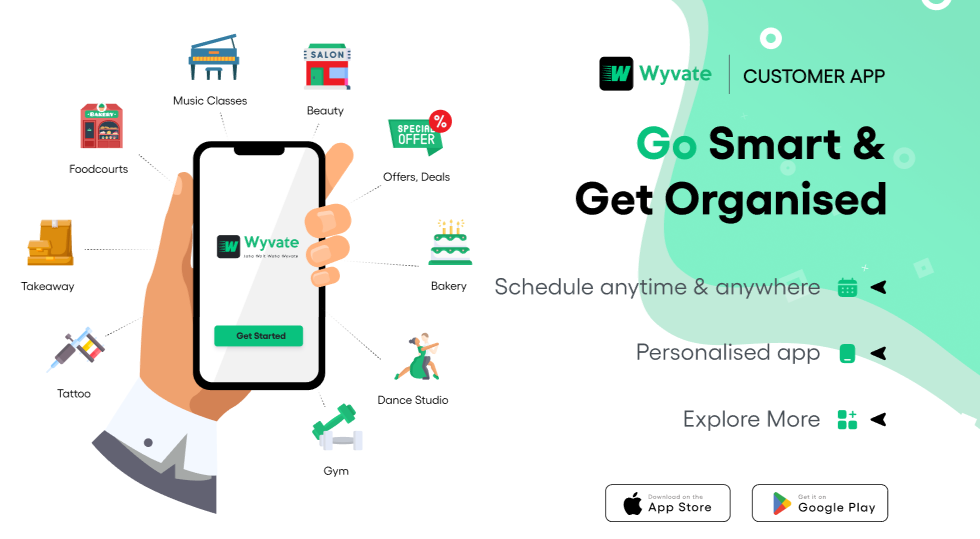 Music Classes
SALON
Beauty
BAKERY
Foodcourts
SPECIAL
OFFER
%
Offers, Deals
Takeaway
Bakery
Tattoo
Dance Studio
Gym
W Wyvate
Get Started
W Wyvate
CUSTOMER APP
Go Smart &
Get Organised
Schedule anytime & anywhere
Personalised app
Explore More
Download on the
App Store
Get it on
Google Play